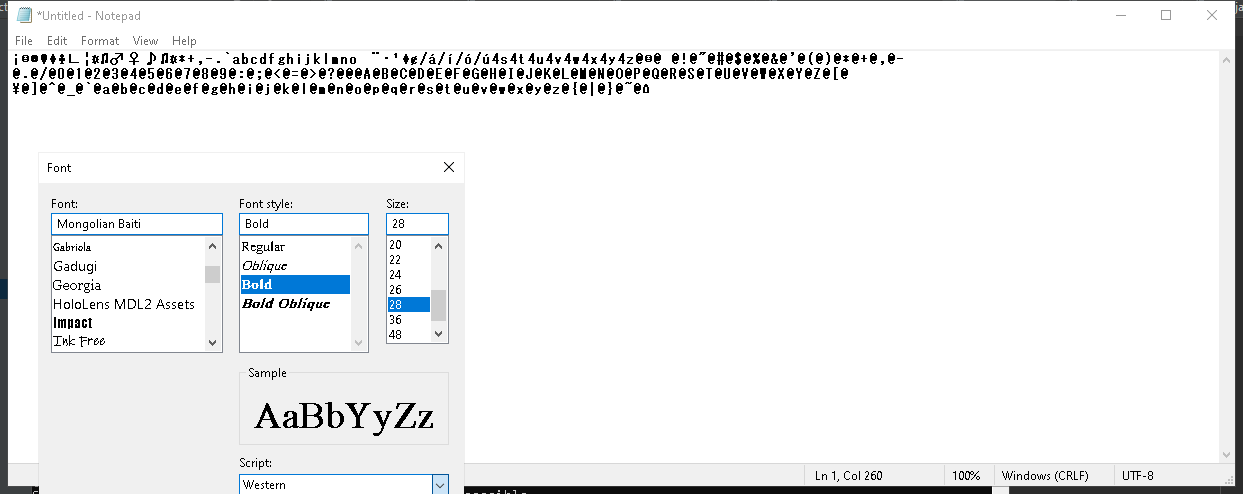 *Untitled - Notepad
File Edit Format View Help
¨·'♦¢/á/í/ó/ú4s4t4u4v4w4x4y4z@
`abcdefghijklmno
@!@˜@#@$@%@&@'@(@)@*@+@,@-
@.@/@0@1@2@3@4@5@6@7@8@9@:@;@<@=@>@?@@@A@B@C@D@E@F@G@H@I@J@K@L@M@N@O@P@Q@R@S@T@U@V@W@X@Y@Z@[@
¥@]@^@_@`@a@b@c@d@e@f@g@h@i@j@k@l@m@n@o@p@q@r@s@t@u@v@w@x@y@z@{@|@}@˜@
Font
Font: Font style: Size:
Mongolian Baiti Bold 28
Gabriola Regular 20
Gadugi Oblique 22
Georgia Bold 24
HoloLens MDL2 Assets Bold Oblique 26
Impact 28
Ink Free 36
48
Sample
AaBbYyZz
Script:
Western
Ln 1, Col 260 100% Windows (CRLF) UTF-8